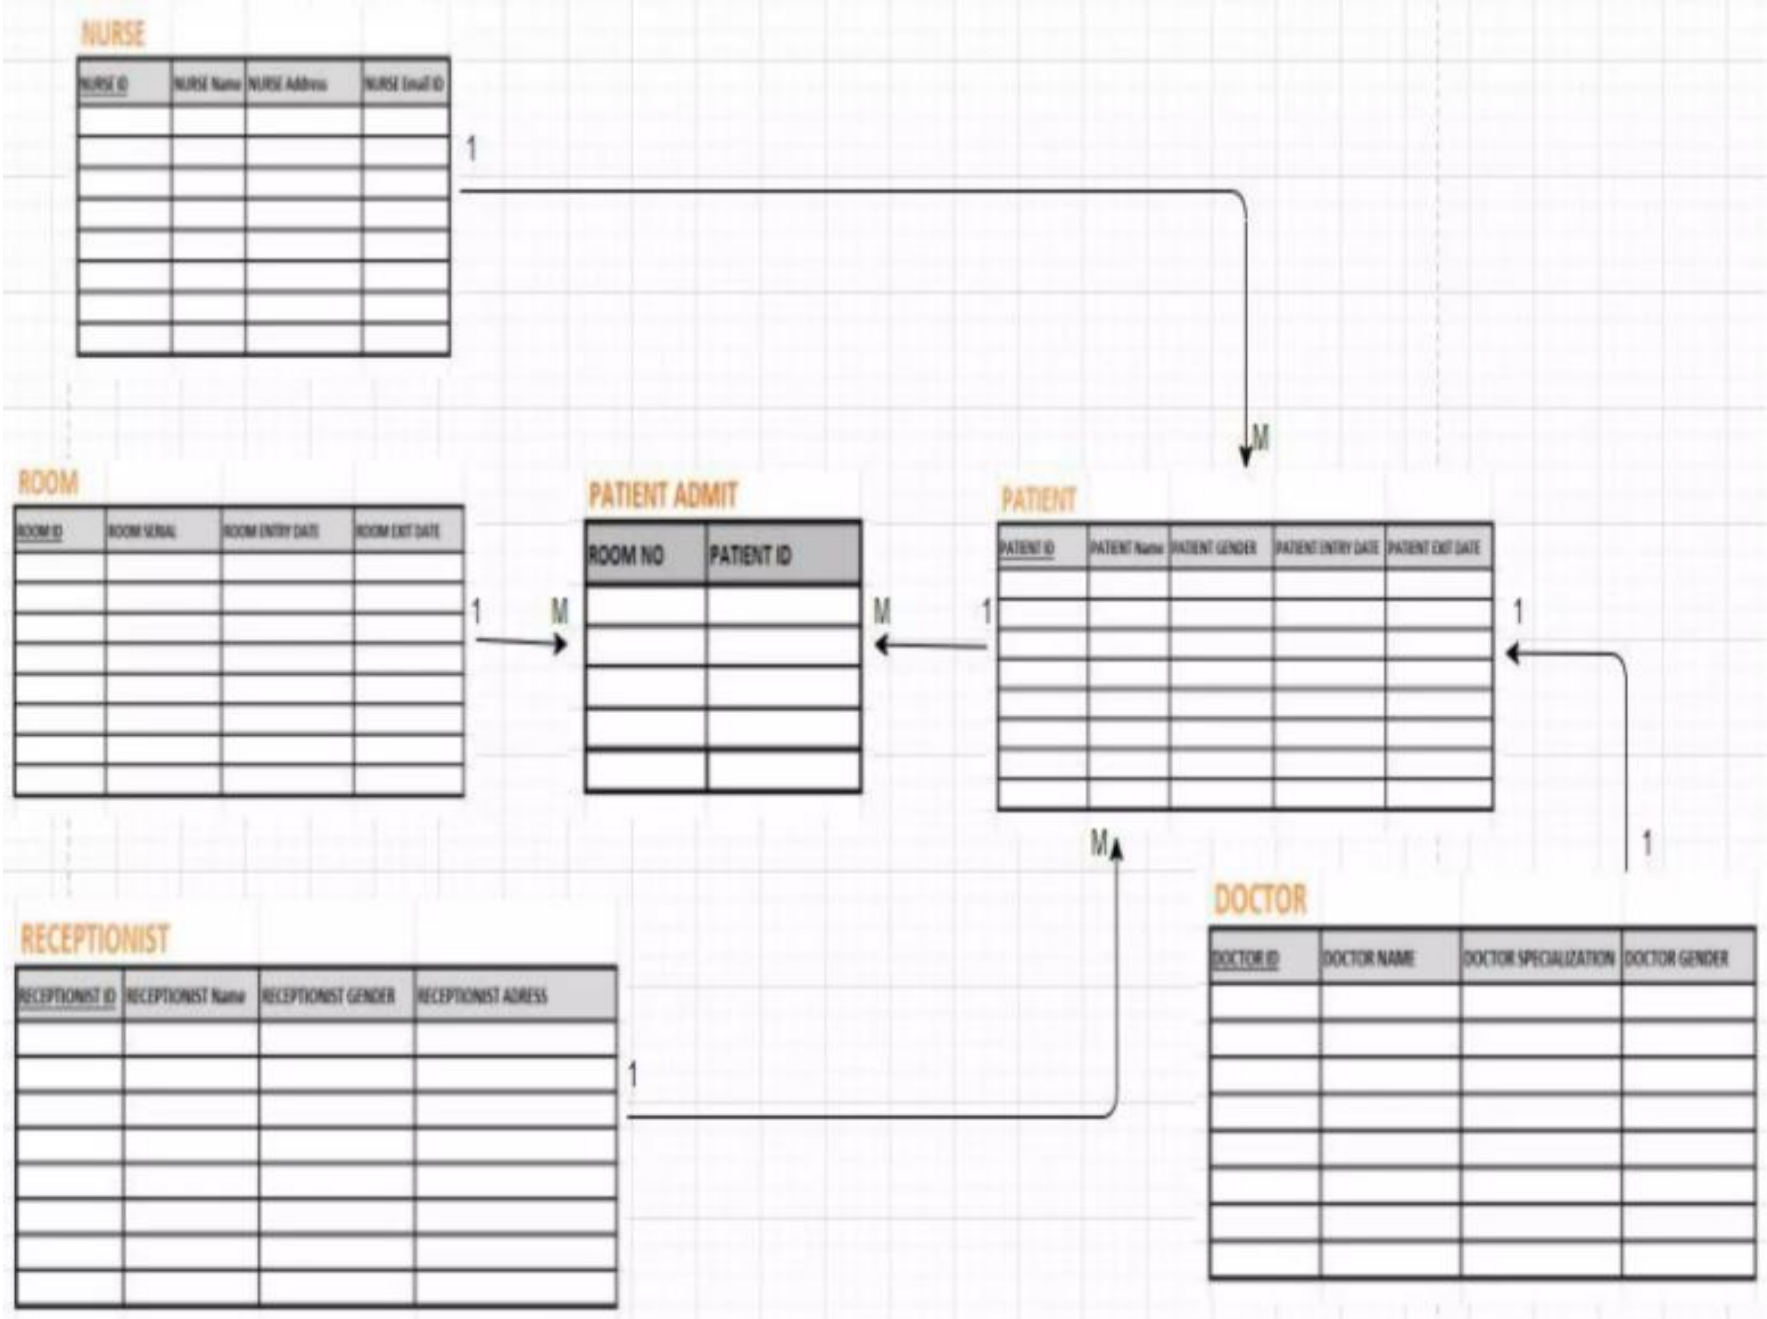 NURSE
NURSE ID NURSE Name NURSE Address NURSE Email ID
1
M
ROOM
ROOM ID ROOM SERIAL ROOM ENTRY DATE ROOM EXIT DATE
1
M
PATIENT ADMIT
ROOM NO PATIENT ID
M
1
PATIENT
PATIENT ID PATIENT Name PATIENT GENDER PATIENT ENTRY DATE PATIENT EXIT DATE
1
M
1
RECEPTIONIST
RECEPTIONIST ID RECEPTIONIST Name RECEPTIONIST GENDER RECEPTIONIST ADRESS
1
DOCTOR
DOCTOR ID DOCTOR NAME DOCTOR SPECIALIZATION DOCTOR GENDER